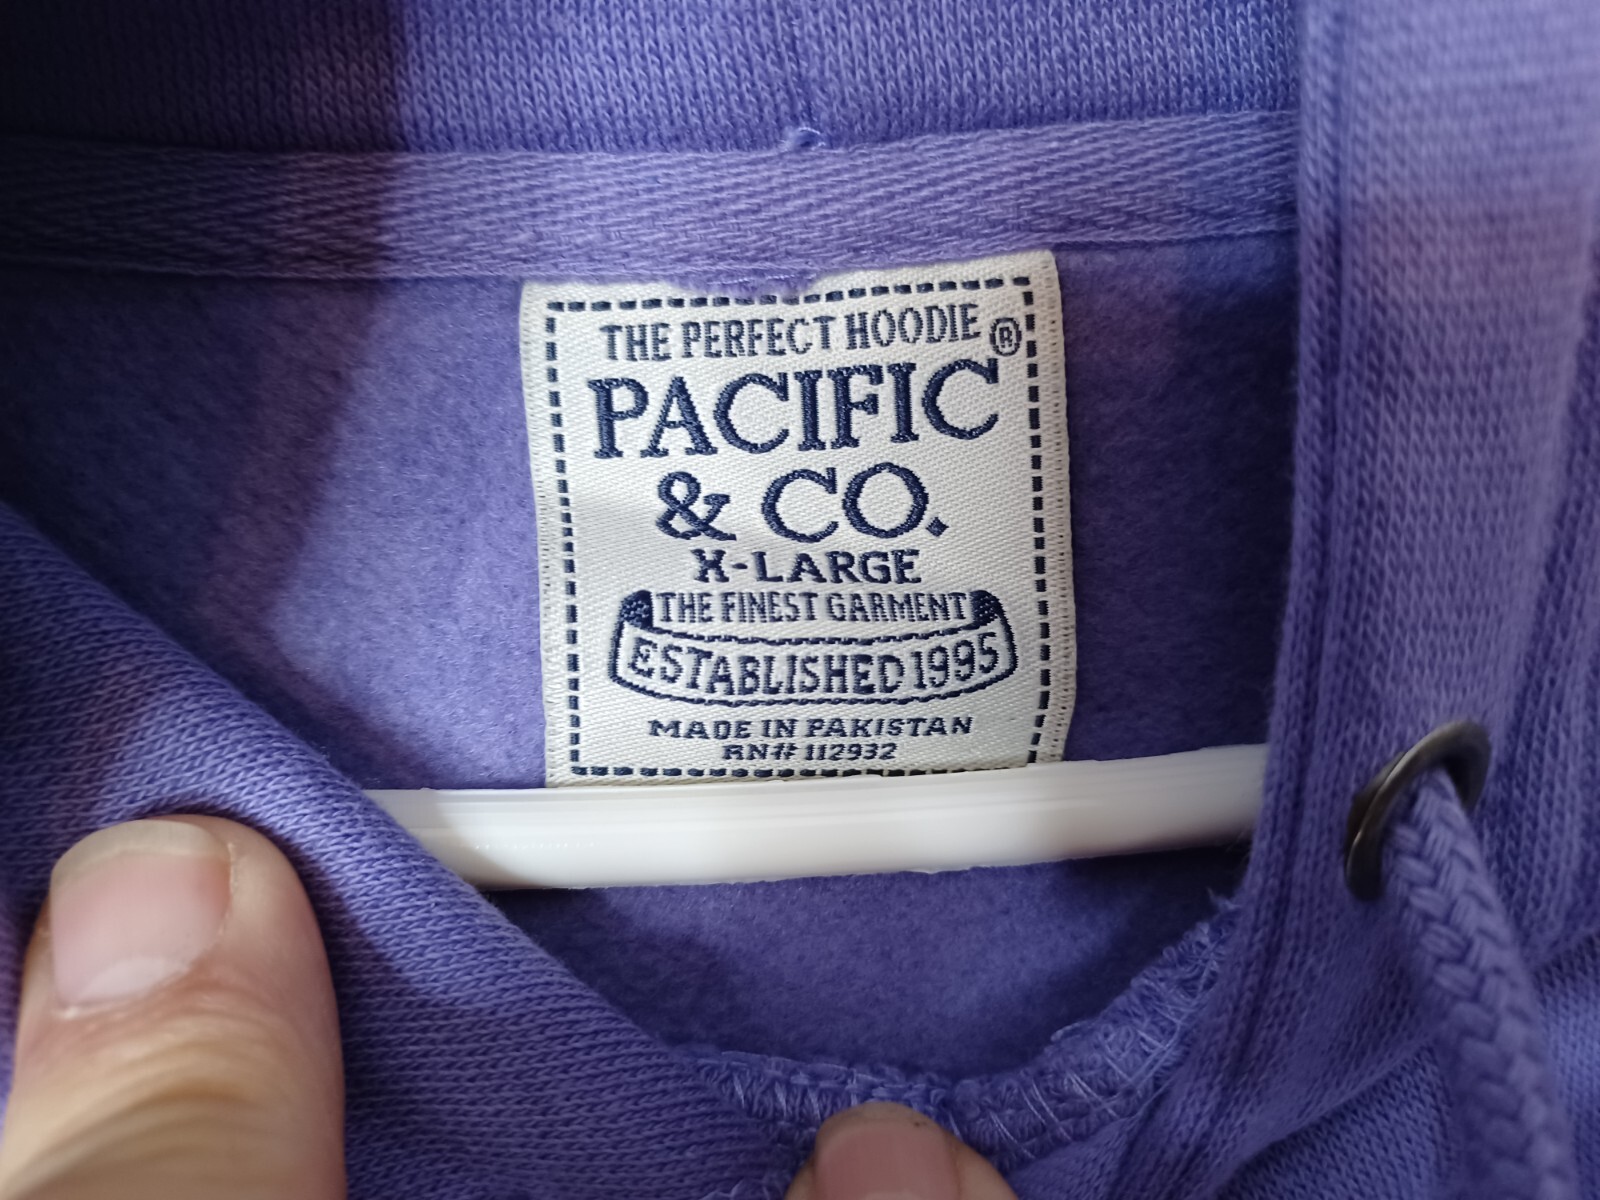 THE PERFECT HOODIE ®
PACIFIC
& CO.
X-LARGE
THE FINEST GARMENT
ESTABLISHED 1995
MADE IN PAKISTAN
RN# 112932